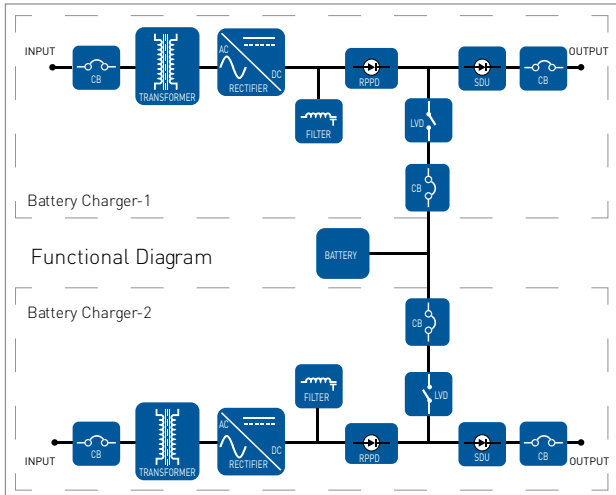 INPUT
CB
TRANSFORMER
AC
DC
RECTIFIER
FILTER
RPPD
SDU
CB
OUTPUT
LVD
CB
Battery Charger-1
Functional Diagram
BATTERY
Battery Charger-2
CB
LVD
FILTER
INPUT
CB
TRANSFORMER
AC
DC
RECTIFIER
RPPD
SDU
CB
OUTPUT